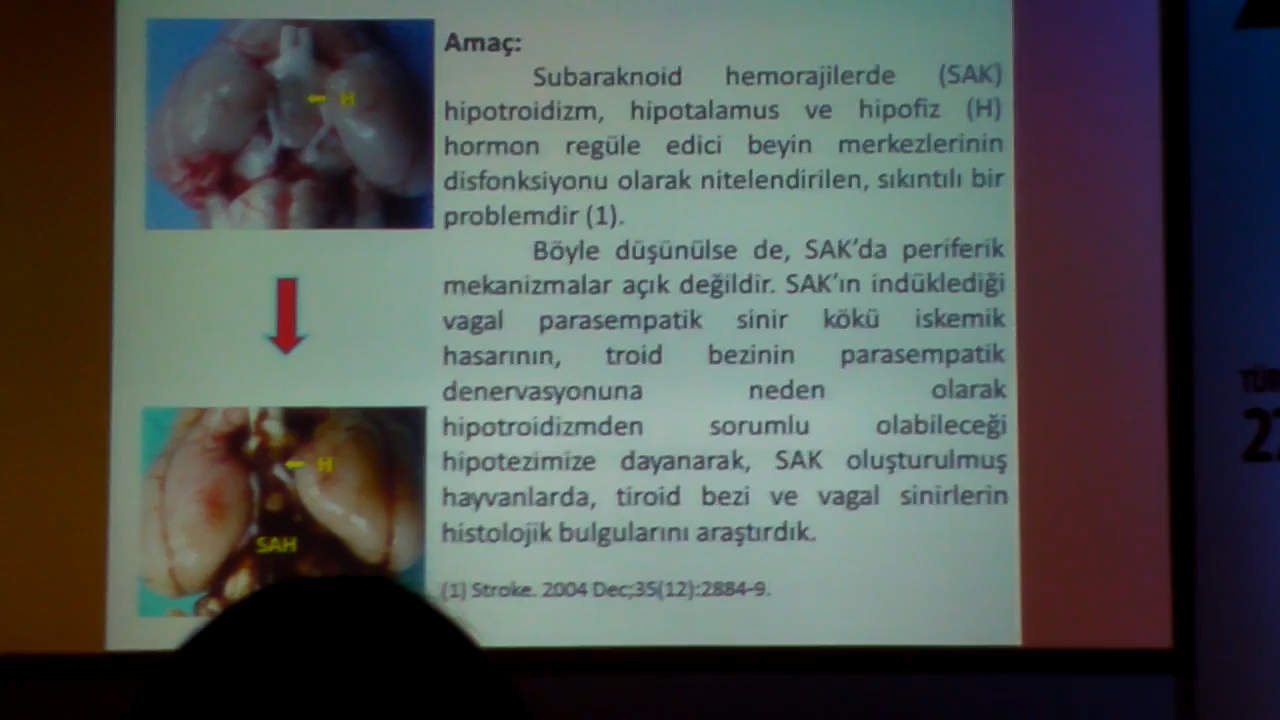 Amaç:
Subaraknoid hemorajilerde (SAK)
hipotroidizm, hipotalamus ve hipofiz (H)
hormon regüle edici beyin merkezlerinin
disfonksiyonu olarak nitelendirilen, sıkıntılı bir
problemdir (1).
Böyle düşünülse de, SAK'da periferik
mekanizmalar açık değildir. SAK'ın indüklediği
vagal parasempatik sinir kökü iskemik
hasarının, troid bezinin parasempatik
denervasyonuna neden olarak
hipotroidizmden sorumlu olabileceği
hipotezimize dayanarak, SAK oluşturulmuş
hayvanlarda, tiroid bezi ve vagal sinirlerin
histolojik bulgularını araştırdık.
(1) Stroke. 2004 Dec;35(12):2884-9.
H
H
SAH